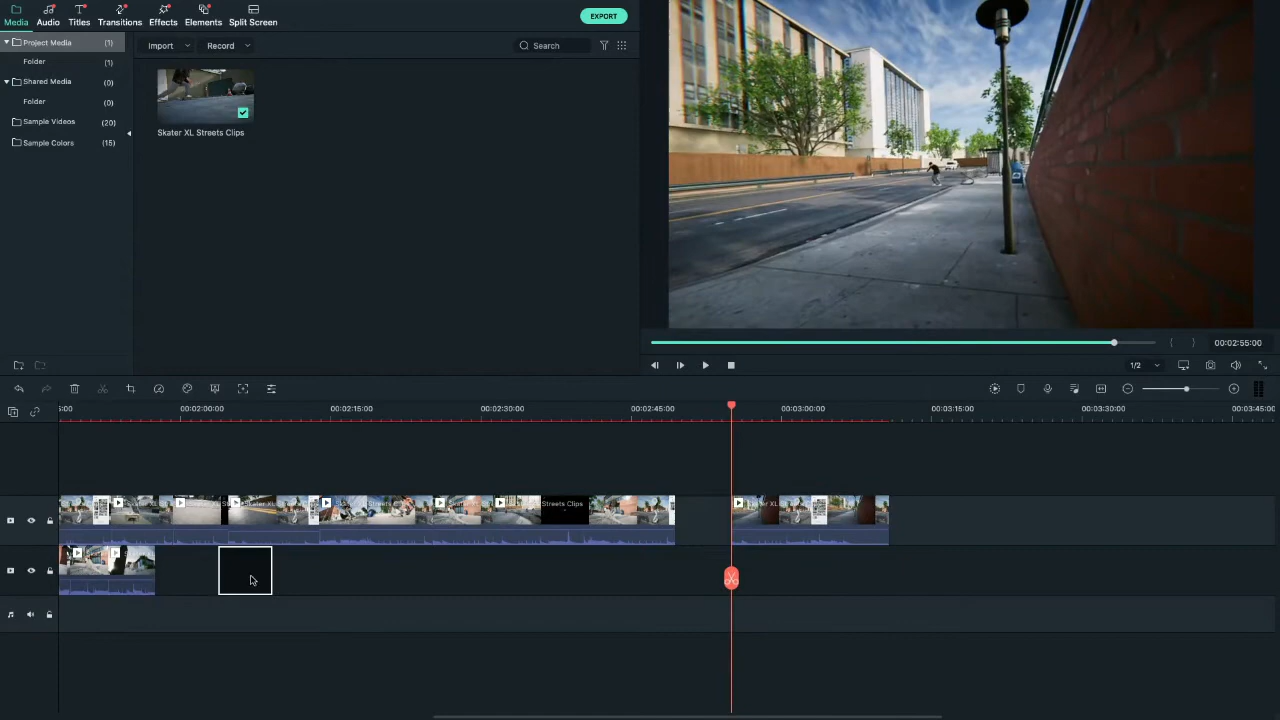 Media Audio Titles Transitions Effects Elements Split Screen
EXPORT
Project Media (1)
Folder (1)
Shared Media (0)
Folder (0)
Sample Videos (20)
Sample Colors (15)
Import Record
Search
Skater XL Streets Clips
00:02:55:00
1/2
5:00 00:02:00:00 00:02:15:00 00:02:30:00 00:02:45:00 00:03:00:00 00:03:15:00 00:03:30:00 00:03:45:00
Streets Clips